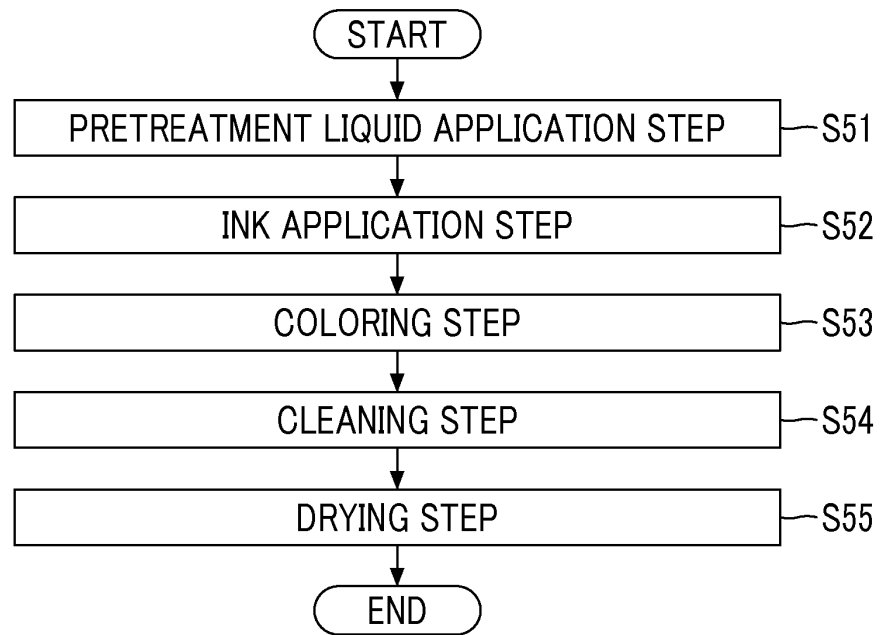 START
PRETREATMENT LIQUID APPLICATION STEP S51
INK APPLICATION STEP S52
COLORING STEP S53
CLEANING STEP S54
DRYING STEP S55
END